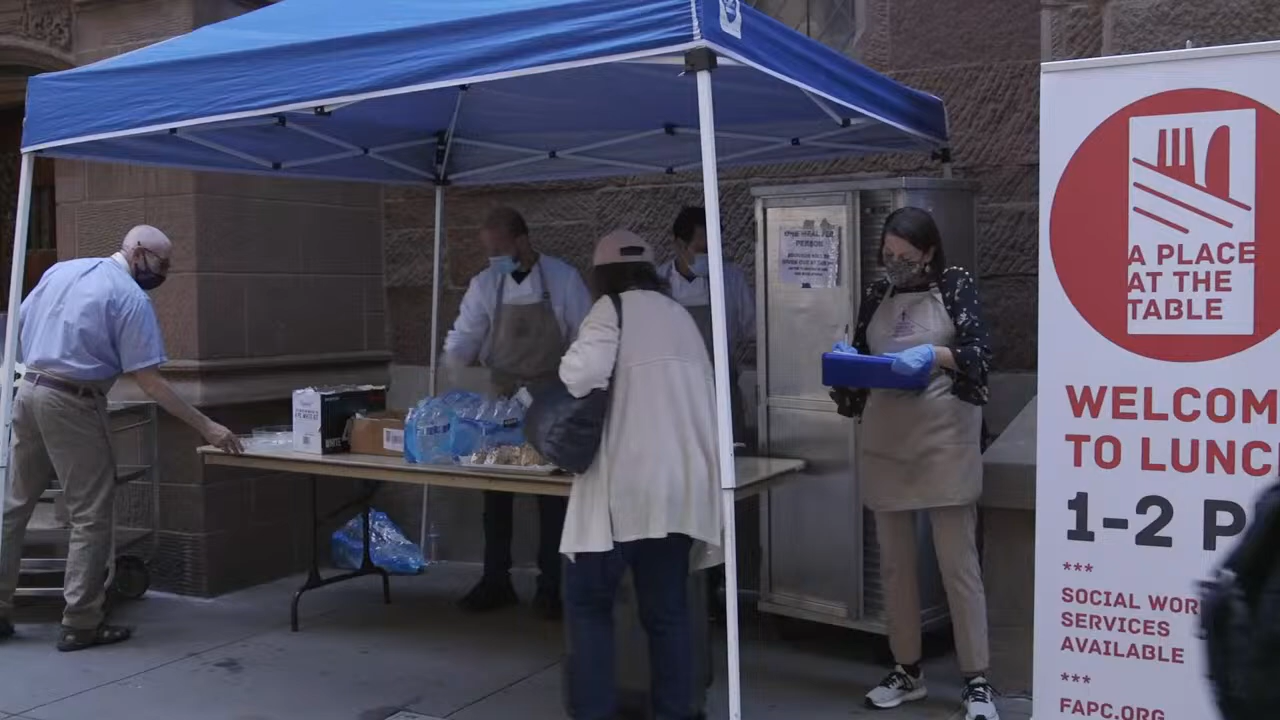 ONE MEAL PER
PERSON
A PLACE
AT THE
TABLE
WELCOM
TO LUNC
1-2 P
***
SOCIAL WOR
SERVICES
AVAILABLE
***
FAPC.ORG